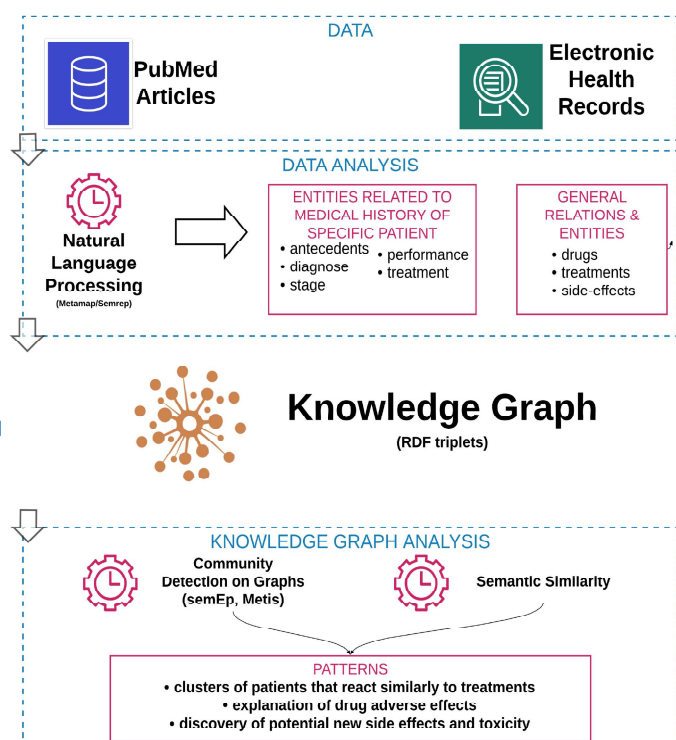 DATA
PubMed
Articles
Electronic
Health
Records
DATA ANALYSIS
Natural
Language
Processing
(Metamap/Semrep)
ENTITIES RELATED TO
MEDICAL HISTORY OF
SPECIFIC PATIENT
• antecedents
• diagnose
• stage
• performance
• treatment
GENERAL
RELATIONS &
ENTITIES
• drugs
• treatments
• side-effects
Knowledge Graph
(RDF triplets)
KNOWLEDGE GRAPH ANALYSIS
Community
Detection on Graphs
(semEp, Metis)
Semantic Similarity
PATTERNS
• clusters of patients that react similarly to treatments
• explanation of drug adverse effects
• discovery of potential new side effects and toxicity